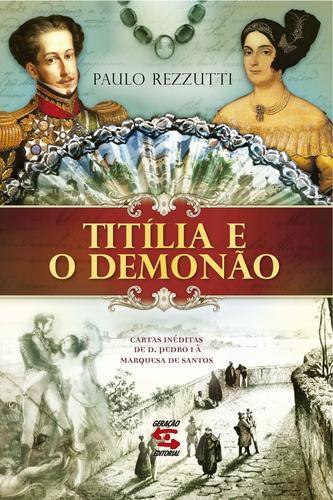 PAULO REZZUTTI
TITÍLIA E
O DEMONÃO
CARTAS INÉDITAS
DE D. PEDRO I À
MARQUESA DE SANTOS
GERAÇÃO
EDITORIAL